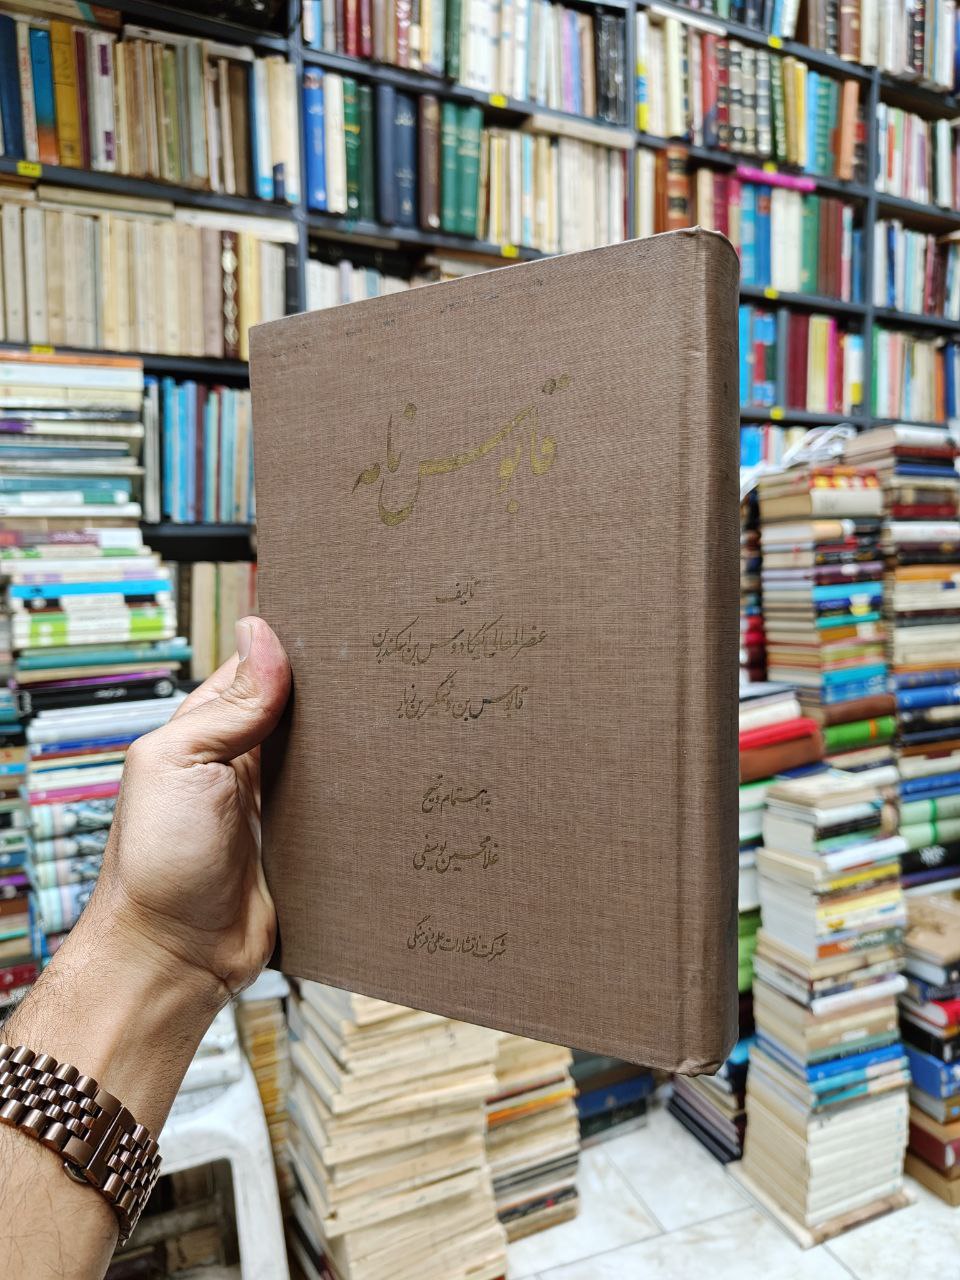 قابوس نامه
تألیف
عنصرالمعالی کیکاوس بن اسکندر بن
قابوس بن وشمگیر بن زیار
به اهتمام و تصحیح
غلامحسین یوسفی
شرکت انتشارات علمی و فرهنگی